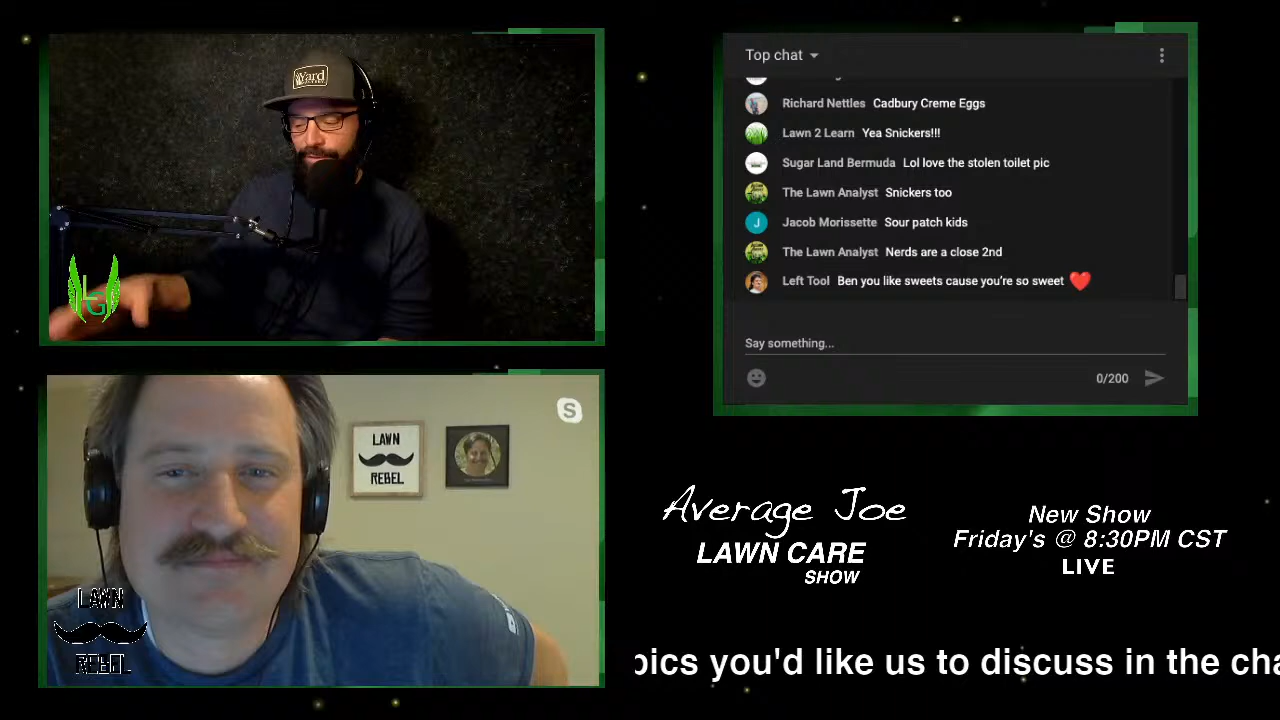 Yard
LG
LAWN
REBEL
S
LAWN
REBEL
Top chat
Richard Nettles Cadbury Creme Eggs
Lawn 2 Learn Yea Snickers!!!
Sugar Land Bermuda Lol love the stolen toilet pic
The Lawn Analyst Snickers too
J Jacob Morissette Sour patch kids
The Lawn Analyst Nerds are a close 2nd
Left Tool Ben you like sweets cause you're so sweet ❤️
Say something...
0/200
Average Joe
LAWN CARE
SHOW
New Show
Friday's @ 8:30PM CST
LIVE
pics you'd like us to discuss in the cha